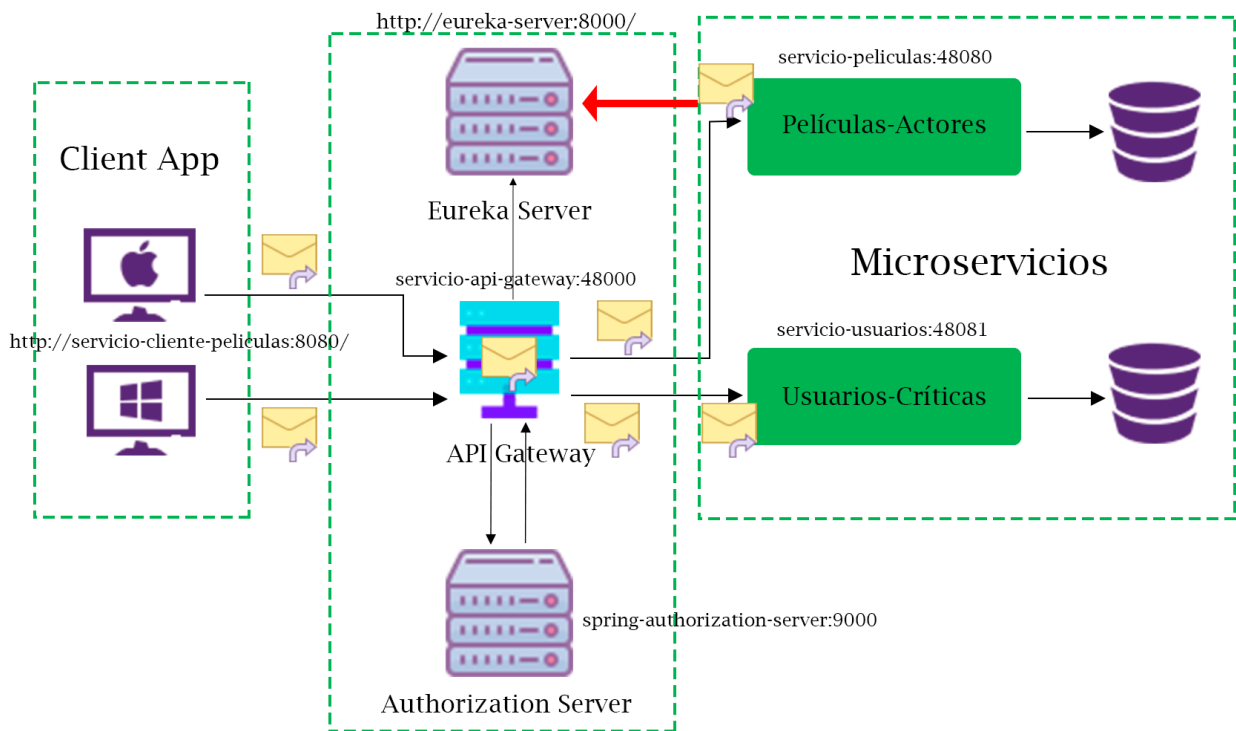 http://eureka-server:8000/
servicio-peliculas:48080
Películas-Actores
Client App
Eureka Server
Microservicios
servicio-api-gateway:48000
http://servicio-cliente-peliculas:8080/
servicio-usuarios:48081
Usuarios-Críticas
API Gateway
spring-authorization-server:9000
Authorization Server